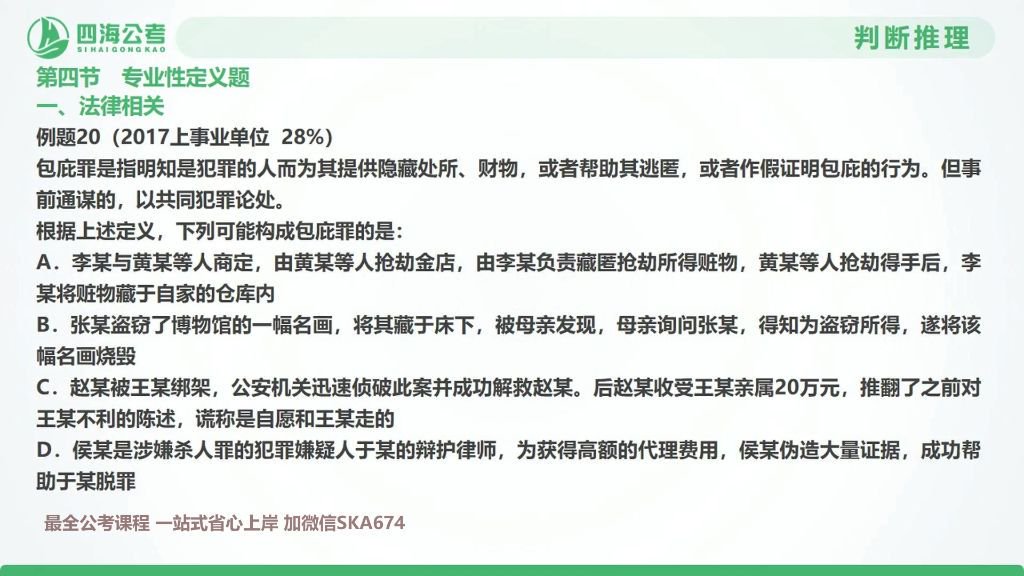 四海公考
SIHAIGONGKAO
判断推理
第四节 专业性定义题
一、法律相关
例题20（2017上事业单位 28%）
包庇罪是指明知是犯罪的人而为其提供隐藏处所、财物，或者帮助其逃匿，或者作假证明包庇的行为。但事
前通谋的，以共同犯罪论处。
根据上述定义，下列可能构成包庇罪的是：
A．李某与黄某等人商定，由黄某等人抢劫金店，由李某负责藏匿抢劫所得赃物，黄某等人抢劫得手后，李
某将赃物藏于自家的仓库内
B．张某盗窃了博物馆的一幅名画，将其藏于床下，被母亲发现，母亲询问张某，得知为盗窃所得，遂将该
幅名画烧毁
C．赵某被王某绑架，公安机关迅速侦破此案并成功解救赵某。后赵某收受王某亲属20万元，推翻了之前对
王某不利的陈述，谎称是自愿和王某走的
D．侯某是涉嫌杀人罪的犯罪嫌疑人于某的辩护律师，为获得高额的代理费用，侯某伪造大量证据，成功帮
助于某脱罪
最全公考课程 一站式省心上岸 加微信SKA674